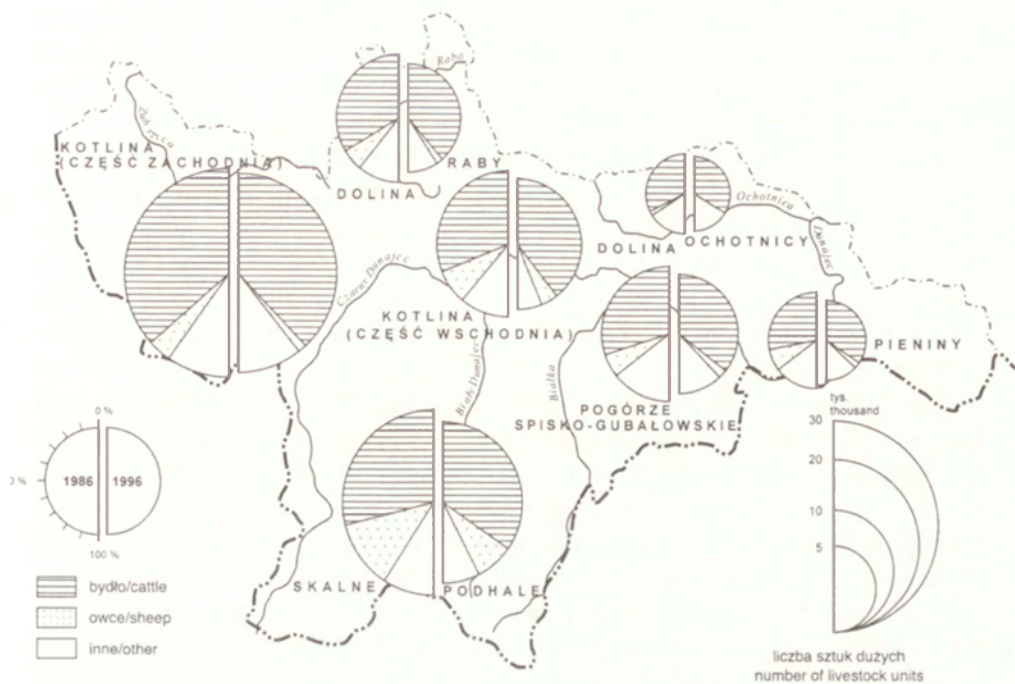 Raba
Czarny Dunajec
KOTLINA
(CZĘŚĆ ZACHODNIA)
RABY
DOLINA
Ochotnica
DOLINA OCHOTNICY
Dunajec
KOTLINA
(CZĘŚĆ WSCHODNIA)
PIENINY
Biały Dunajec
Białka
POGÓRZE
SPISKO-GUBAŁOWSKIE
SKALNE PODHALE
0 %
1986 1996
0 %
100 %
bydło/cattle
owce/sheep
inne/other
tys.
thousand
30
20
10
5
liczba sztuk dużych
number of livestock units